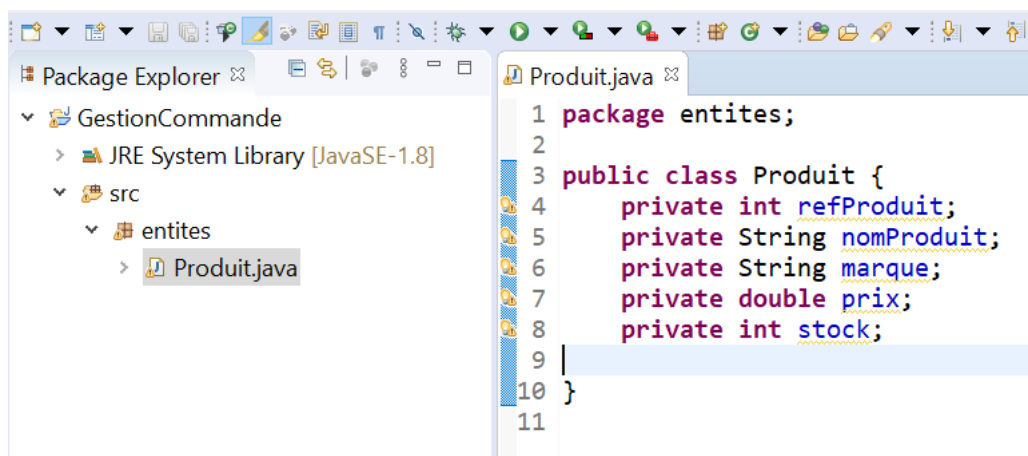 Package Explorer
GestionCommande
JRE System Library [JavaSE-1.8]
src
entites
Produit.java
Produit.java
1 package entites;
2
3 public class Produit {
4 private int refProduit;
5 private String nomProduit;
6 private String marque;
7 private double prix;
8 private int stock;
9
10 }
11